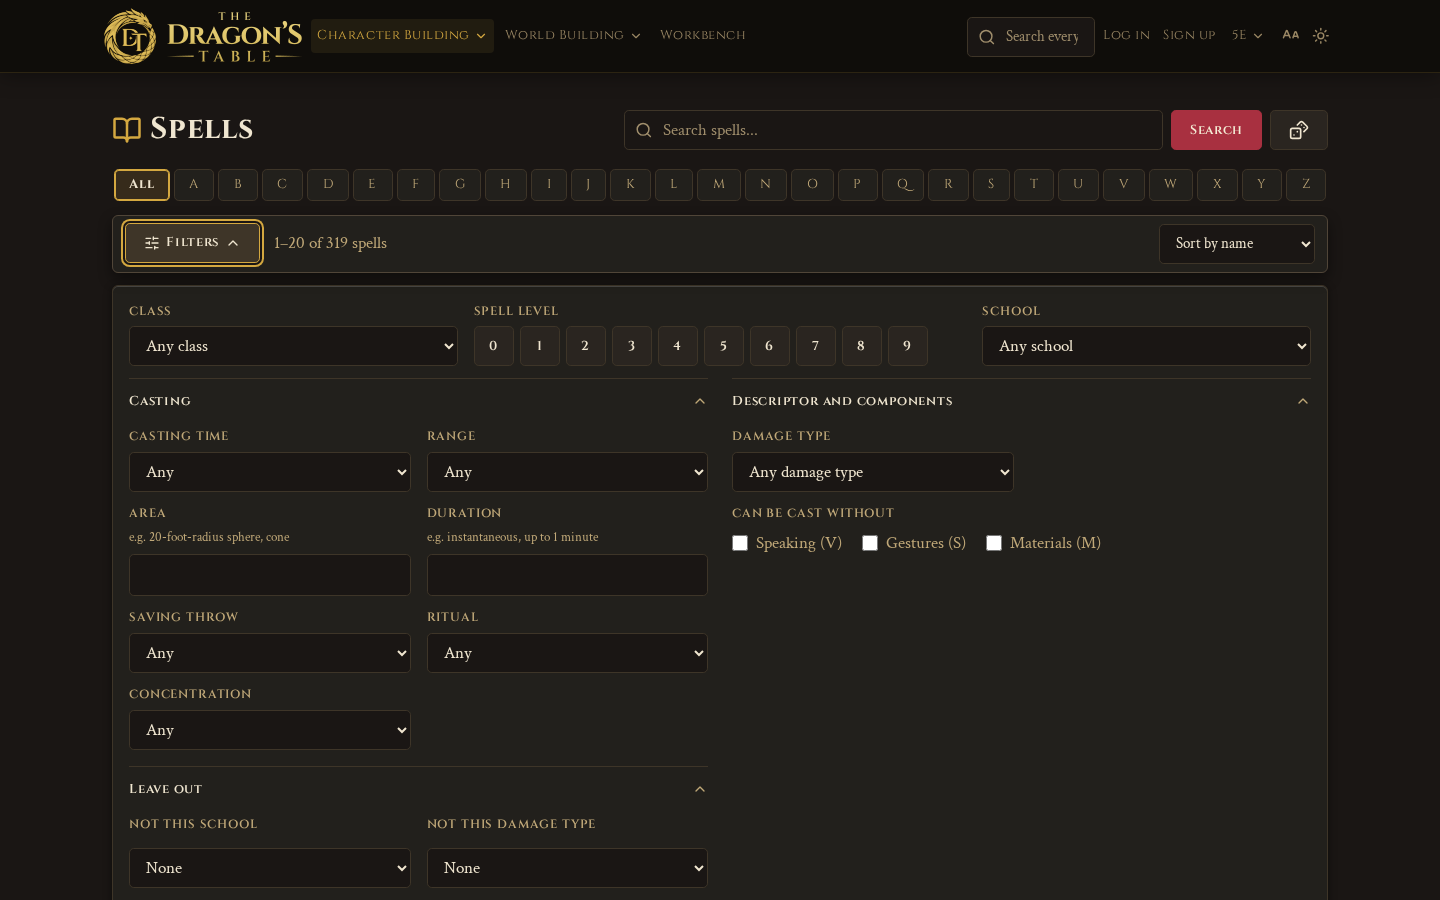 THE
DRAGON'S
TABLE
DT
Character Building
World Building
Workbench
Search every
Log in
Sign up
5E
AA
Spells
Search spells...
Search
All A B C D E F G H I J K L M N O P Q R S T U V W X Y Z
Filters
1–20 of 319 spells
Sort by name
CLASS
SPELL LEVEL
SCHOOL
Any class
0 1 2 3 4 5 6 7 8 9
Any school
Casting
Descriptor and components
CASTING TIME
RANGE
DAMAGE TYPE
Any
Any
Any damage type
AREA
DURATION
CAN BE CAST WITHOUT
e.g. 20-foot-radius sphere, cone
e.g. instantaneous, up to 1 minute
Speaking (V)
Gestures (S)
Materials (M)
SAVING THROW
RITUAL
Any
Any
CONCENTRATION
Any
Leave out
NOT THIS SCHOOL
NOT THIS DAMAGE TYPE
None
None